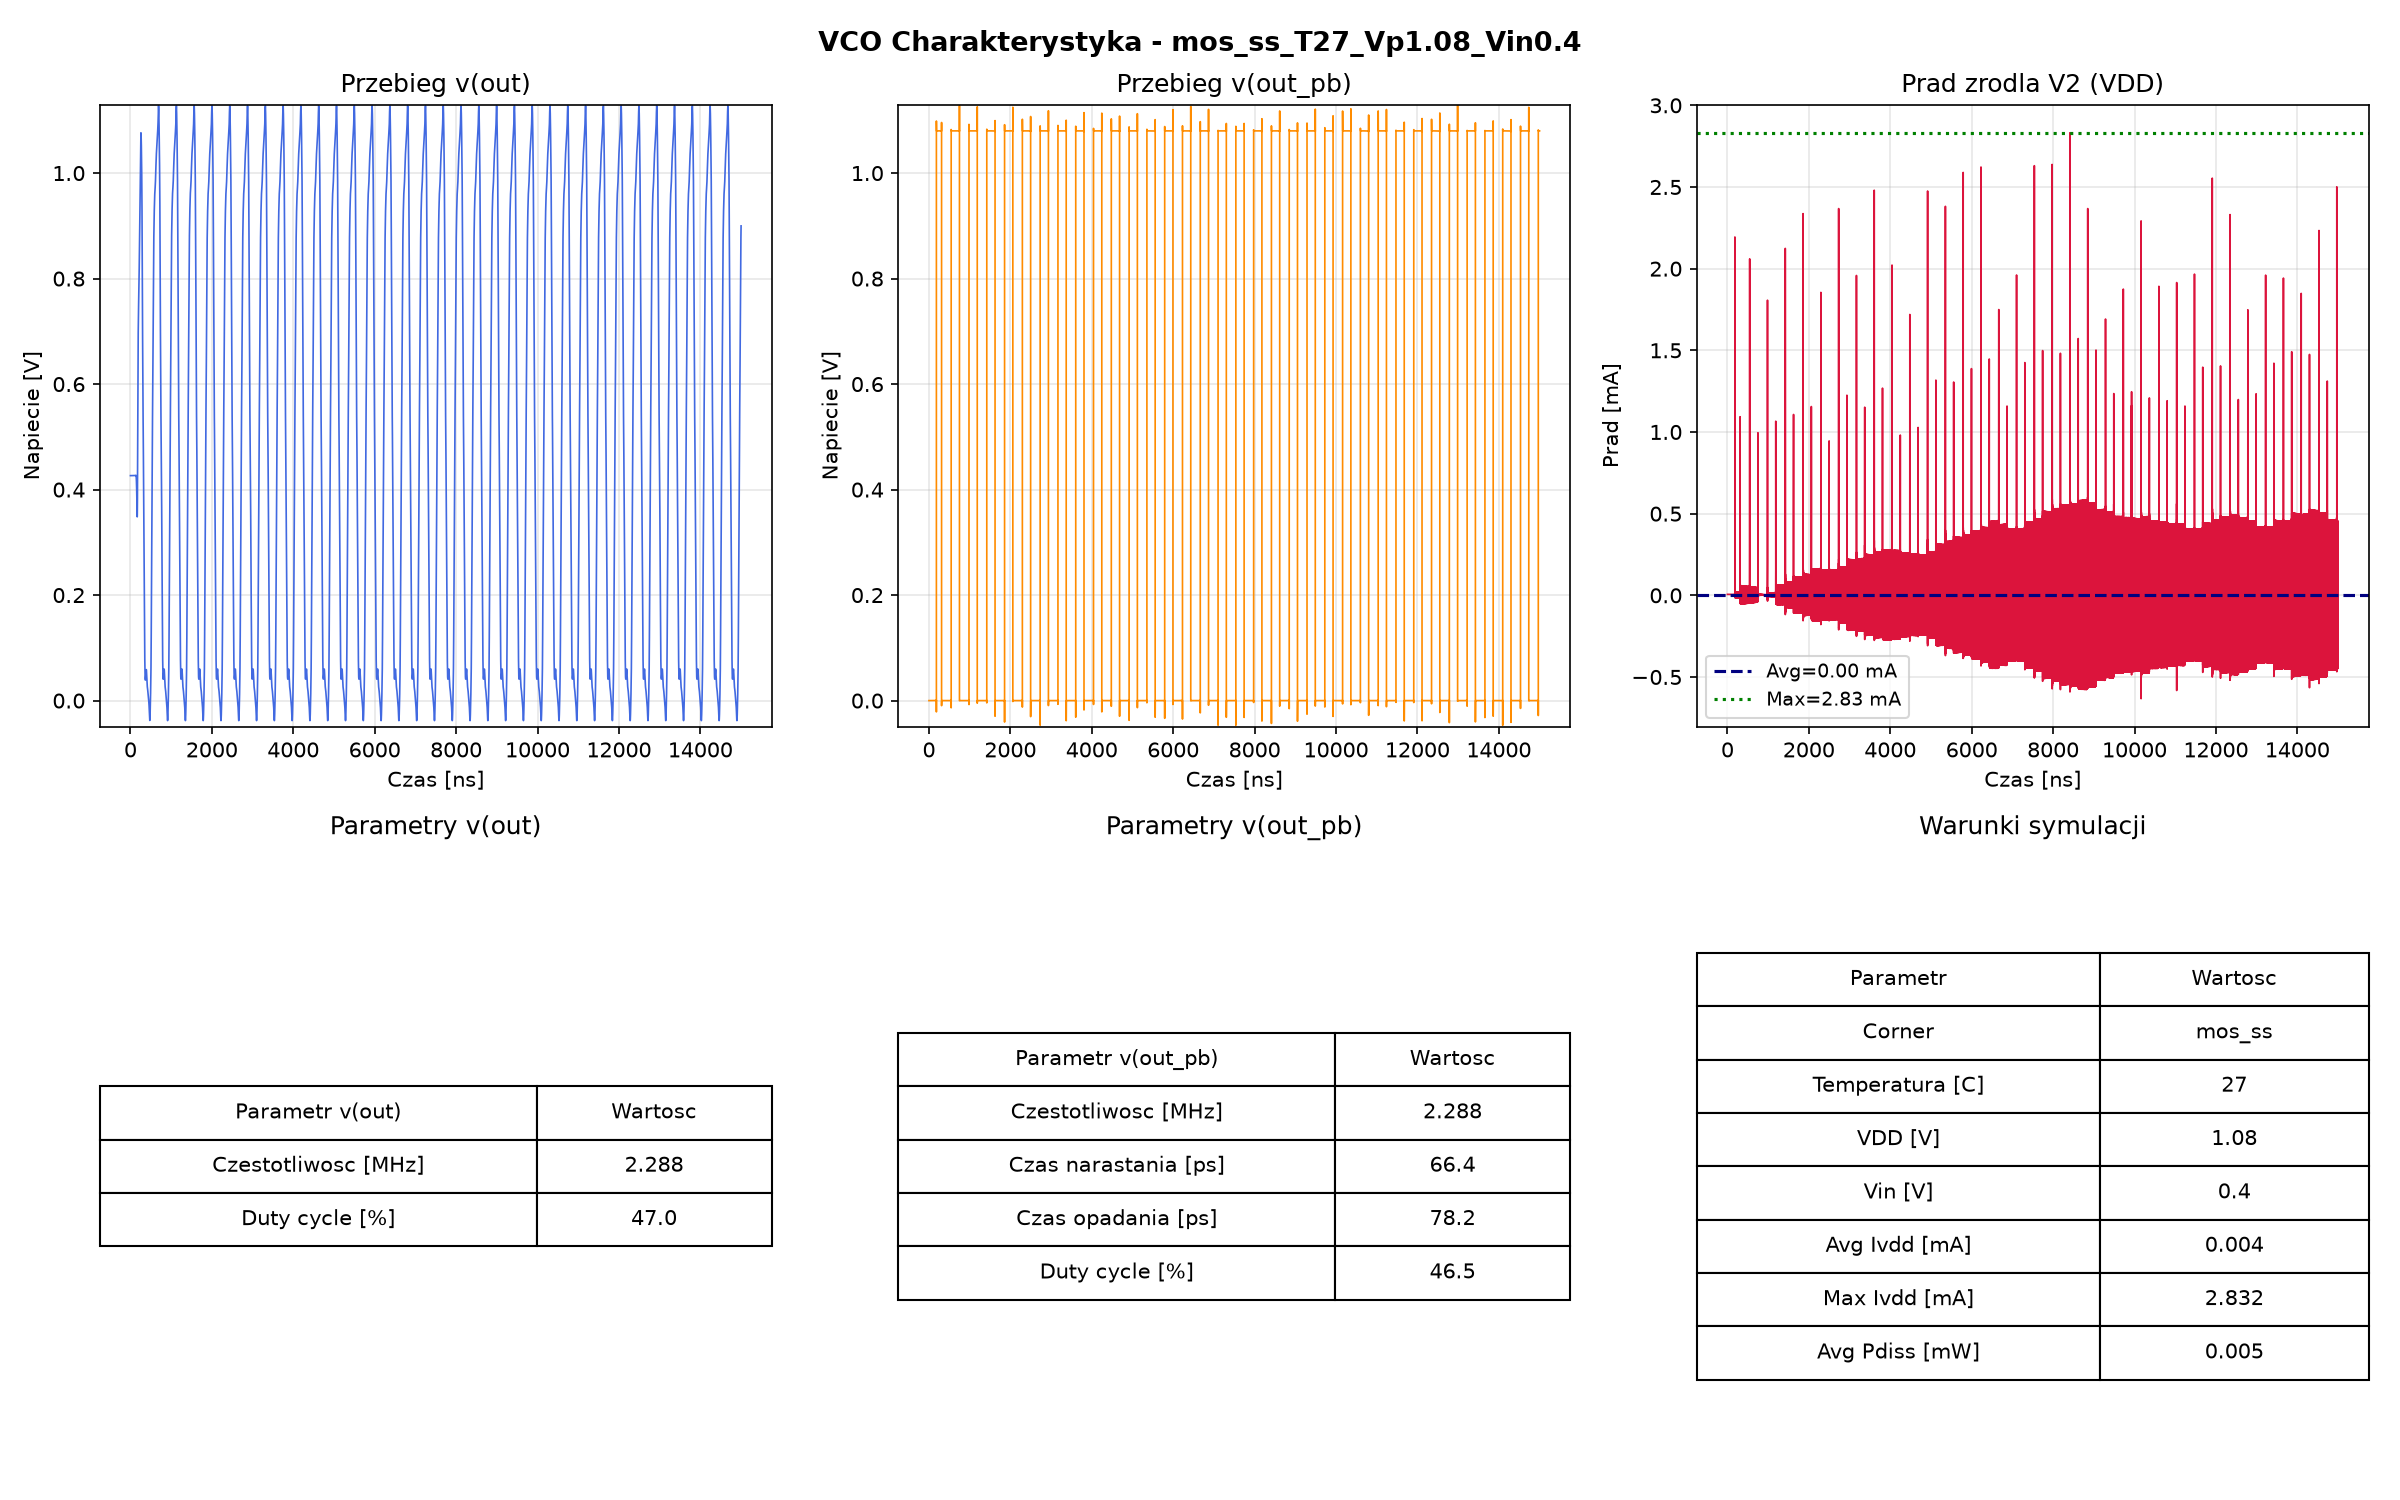 VCO Charakterystyka - mos_ss_T27_Vp1.08_Vin0.4
Przebieg v(out)
Napiecie [V]
1.0
0.8
0.6
0.4
0.2
0.0
0 2000 4000 6000 8000 10000 12000 14000
Czas [ns]
Przebieg v(out_pb)
Napiecie [V]
1.0
0.8
0.6
0.4
0.2
0.0
0 2000 4000 6000 8000 10000 12000 14000
Czas [ns]
Prad zrodla V2 (VDD)
Prad [mA]
3.0
2.5
2.0
1.5
1.0
0.5
0.0
−0.5
Avg=0.00 mA
Max=2.83 mA
0 2000 4000 6000 8000 10000 12000 14000
Czas [ns]
Parametry v(out)
Parametr v(out) Wartosc
Czestotliwosc [MHz] 2.288
Duty cycle [%] 47.0
Parametry v(out_pb)
Parametr v(out_pb) Wartosc
Czestotliwosc [MHz] 2.288
Czas narastania [ps] 66.4
Czas opadania [ps] 78.2
Duty cycle [%] 46.5
Warunki symulacji
Parametr Wartosc
Corner mos_ss
Temperatura [C] 27
VDD [V] 1.08
Vin [V] 0.4
Avg Ivdd [mA] 0.004
Max Ivdd [mA] 2.832
Avg Pdiss [mW] 0.005